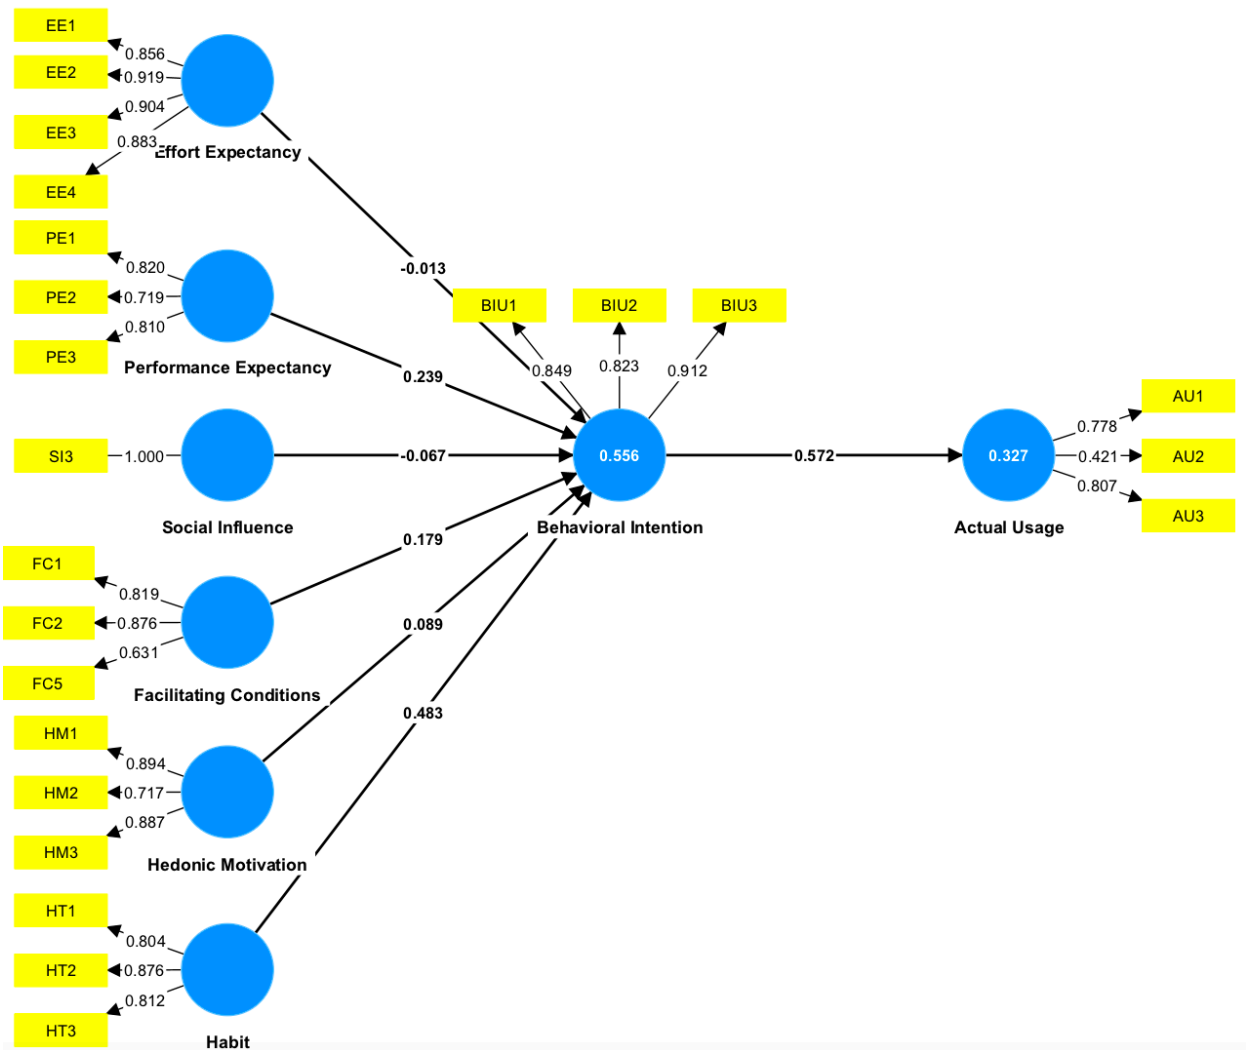 EE1
0.856
EE2
0.919
0.904
EE3
0.883
Effort Expectancy
EE4
PE1
0.820
PE2
0.719
0.810
PE3
Performance Expectancy
SI3
1.000
Social Influence
FC1
0.819
FC2
0.876
0.631
FC5
Facilitating Conditions
HM1
0.894
HM2
0.717
0.887
HM3
Hedonic Motivation
HT1
0.804
HT2
0.876
0.812
HT3
Habit
-0.013
0.239
-0.067
0.179
0.089
0.483
BIU1
BIU2
BIU3
0.849
0.823
0.912
0.556
Behavioral Intention
0.572
0.327
Actual Usage
AU1
0.778
AU2
0.421
0.807
AU3